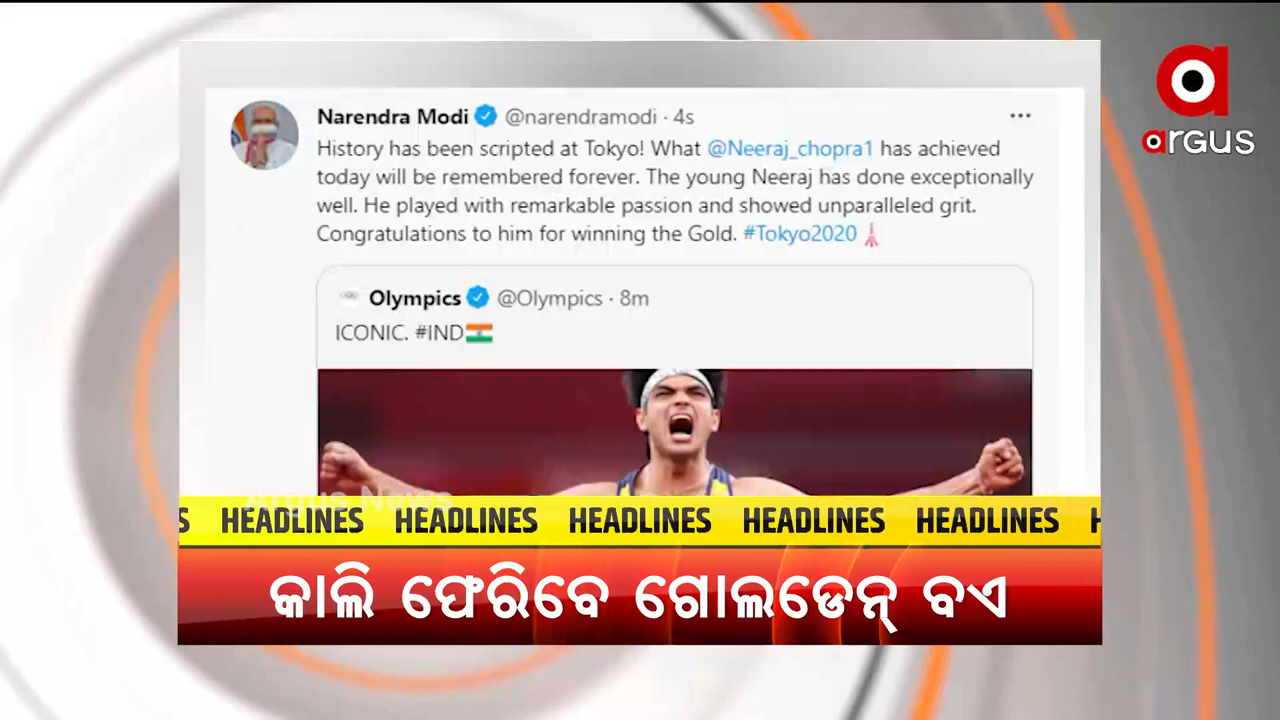 argus
Narendra Modi @narendramodi · 4s
History has been scripted at Tokyo! What @Neeraj_chopra1 has achieved
today will be remembered forever. The young Neeraj has done exceptionally
well. He played with remarkable passion and showed unparalleled grit.
Congratulations to him for winning the Gold. #Tokyo2020
Olympics @Olympics · 8m
ICONIC. #IND
Argus News
S HEADLINES HEADLINES HEADLINES HEADLINES HEADLINES H
କାଲି ଫେରିବେ ଗୋଲଡେନ୍ ବଏ